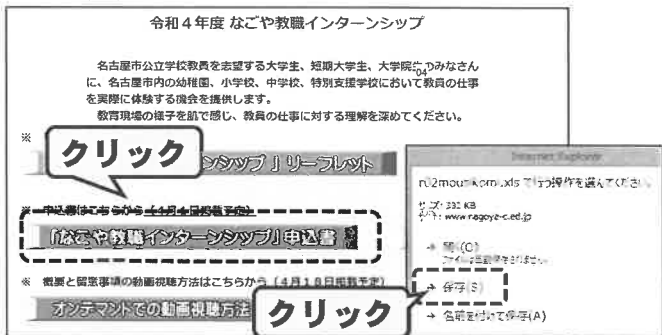 令和４年度 なごや教職インターンシップ
名古屋市公立学校教員を志望する大学生、短期大学生、大学院生のみなさん
に、名古屋市内の幼稚園、小学校、中学校、特別支援学校において教員の仕事
を実際に体験する機会を提供します。
教育現場の様子を肌で感じ、教員の仕事に対する理解を深めてください。
※
クリック
ンシップ」リーフレット
※ 申込書はこちらから（4月4日掲載予定）
「なごや教職インターンシップ」申込書
※ 概要と留意事項の動画視聴方法はこちらから（4月18日掲載予定）
オンデマンドでの動画視聴方法
クリック
Internet Explorer
で行う操作を選んでください。
サイズ: KB
www.nagoya-c.ed.jp
→ 開く(O)
→ 保存(S)
→ 名前を付けて保存(A)